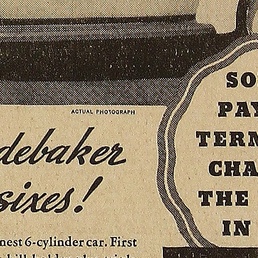 ACTUAL PHOTOGRAPH
debaker
sixes!
nest 6-cylinder car. First
SO
PAY
TERM
CHA
THE
IN